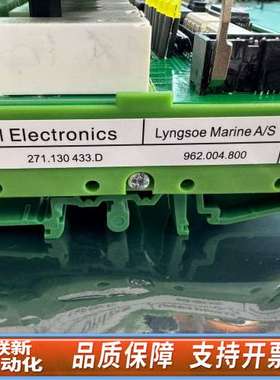 Electronics
Lyngsoe Marine A/S
271.130 433.D
962.004.800
联新
自动化
品质保障 支持开票